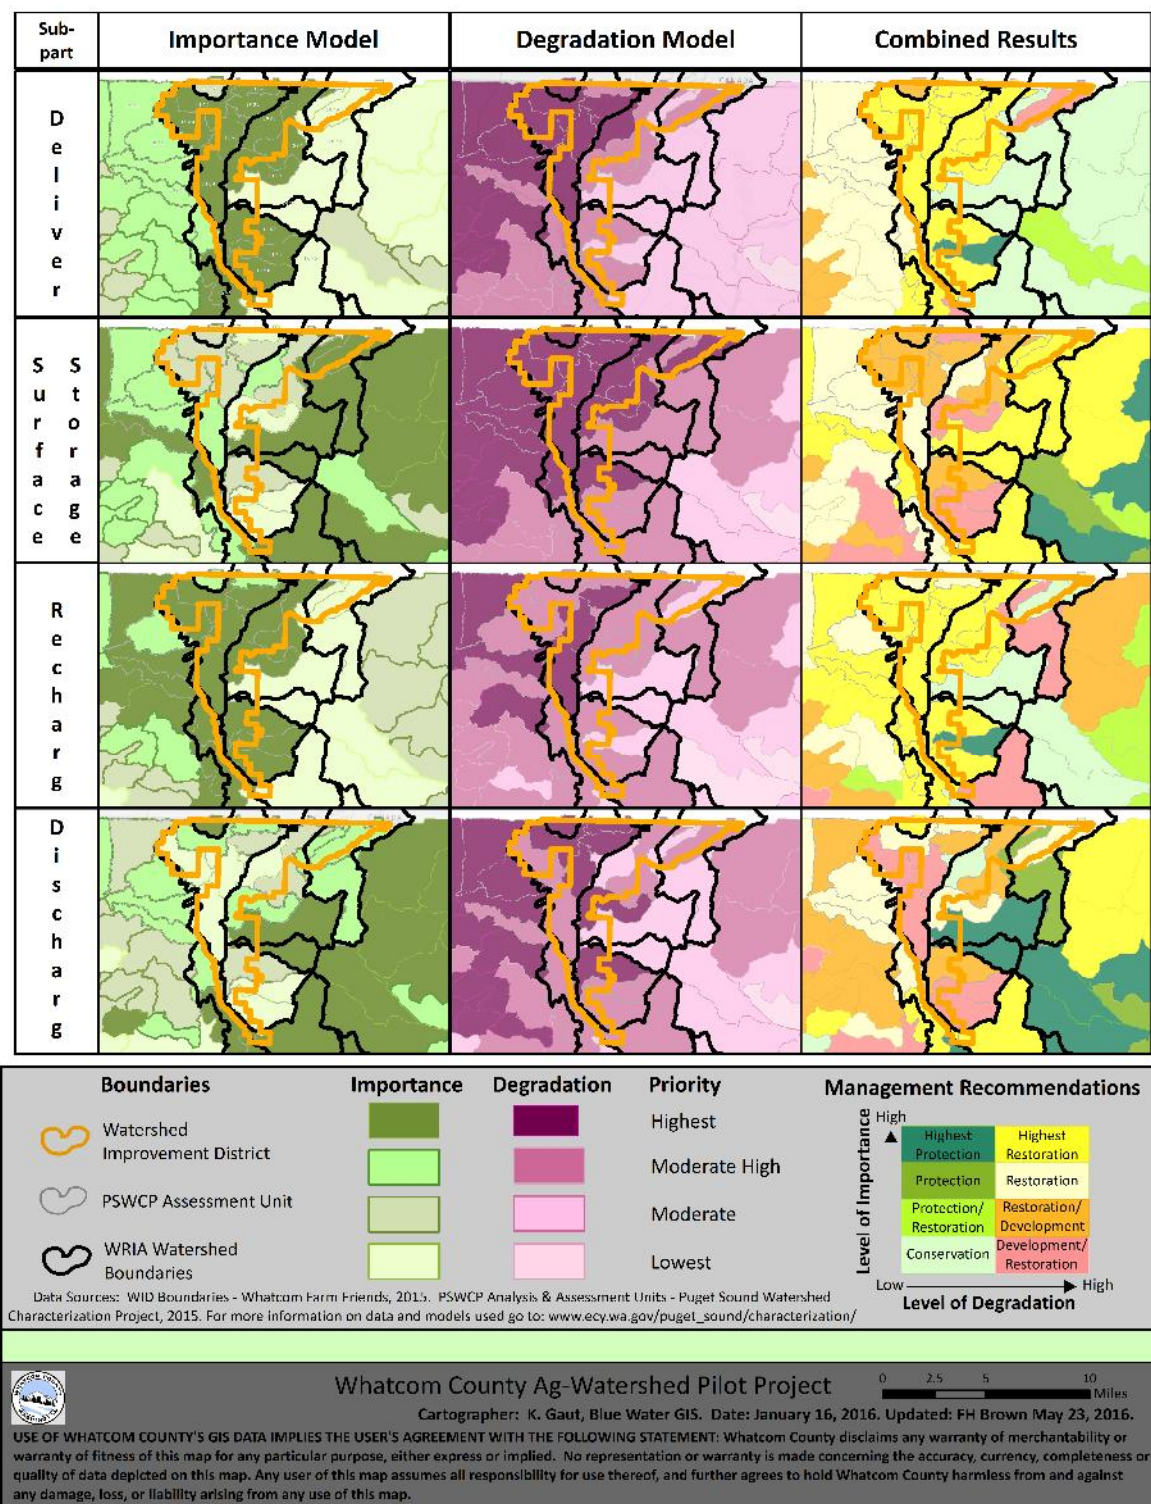 Sub-
part
Importance Model
Degradation Model
Combined Results
Deliver
Surface
Storage
Recharg
Discharg
Boundaries
Watershed
Improvement District
PSWCP Assessment Unit
WRIA Watershed
Boundaries
Importance
Degradation
Priority
Highest
Moderate High
Moderate
Lowest
Management Recommendations
Level of Importance
High
Highest
Protection
Highest
Restoration
Protection
Restoration
Protection/
Restoration
Restoration/
Development
Conservation
Development/
Restoration
Low
High
Level of Degradation
Data Sources: WID Boundaries - Whatcom Farm Friends, 2015. PSWCP Analysis & Assessment Units - Puget Sound Watershed
Characterization Project, 2015. For more information on data and models used go to: www.ecy.wa.gov/puget_sound/characterization/
Whatcom County Ag-Watershed Pilot Project
0 2.5 5 10
Miles
Cartographer: K. Gaut, Blue Water GIS. Date: January 16, 2016. Updated: FH Brown May 23, 2016.
USE OF WHATCOM COUNTY'S GIS DATA IMPLIES THE USER'S AGREEMENT WITH THE FOLLOWING STATEMENT: Whatcom County disclaims any warranty of merchantability or
warranty of fitness of this map for any particular purpose, either express or implied. No representation or warranty is made concerning the accuracy, currency, completeness or
quality of data depicted on this map. Any user of this map assumes all responsibility for use thereof, and further agrees to hold Whatcom County harmless from and against
any damage, loss, or liability arising from any use of this map.